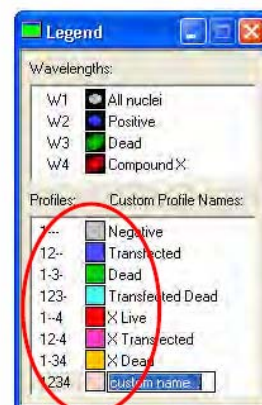 Legend
Wavelengths:
W1 All nuclei
W2 Positive
W3 Dead
W4 Compound X
Profiles: Custom Profile Names:
1--- Negative
12-- Transfected
1-3- Dead
123- Transfected Dead
1--4 X Live
12-4 X Transfected
1-34 X Dead
1234 custom name